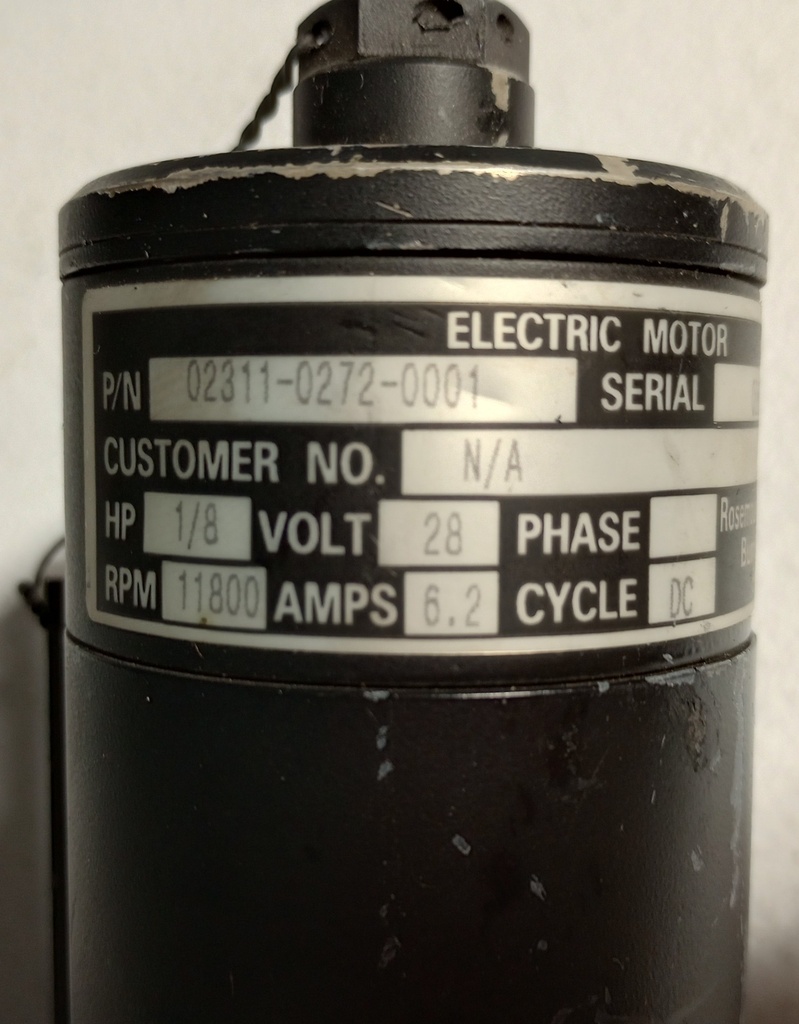 ELECTRIC MOTOR
P/N 02311-0272-0001 SERIAL
CUSTOMER NO. N/A
HP 1/8 VOLT 28 PHASE
RPM 11800 AMPS 6.2 CYCLE DC